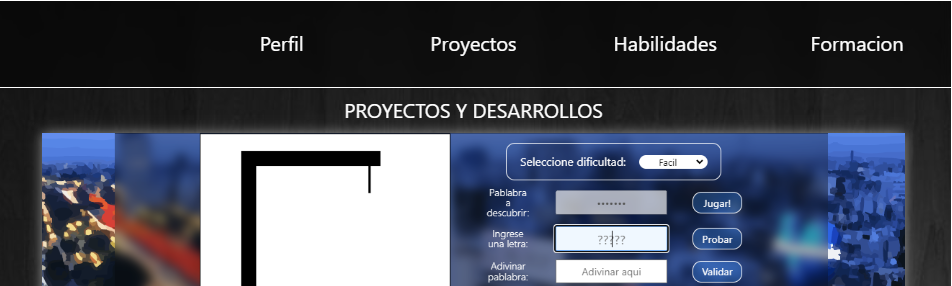 Perfil Proyectos Habilidades Formacion
PROYECTOS Y DESARROLLOS
Seleccione dificultad: Facil
Pablabra
a
descubrir:
•••••••
Jugar!
Ingrese
una letra:
?????
Probar
Adivinar
pablabra:
Adivinar aqui
Validar